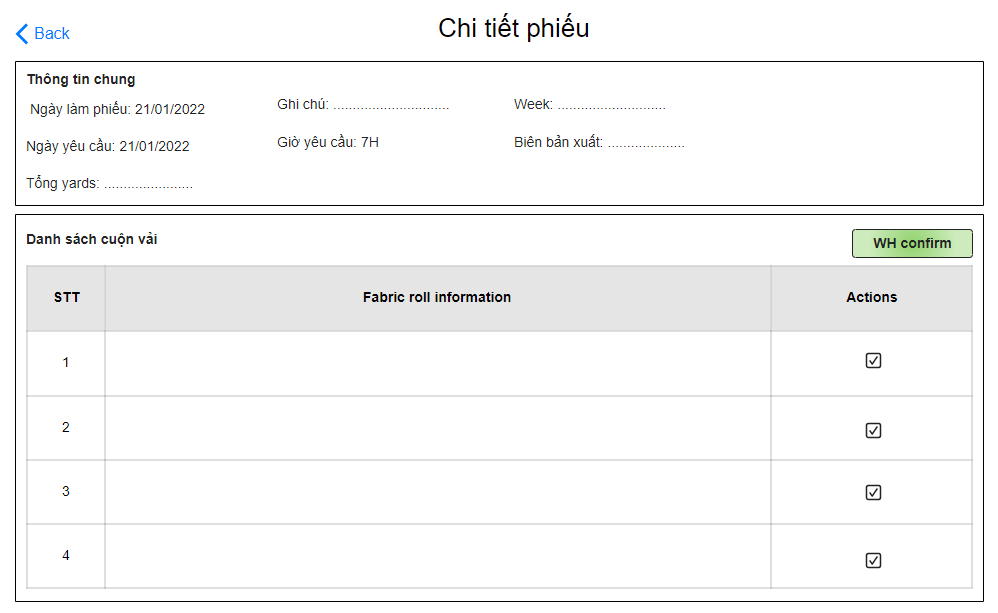 Back
Chi tiết phiếu
Thông tin chung
Ngày làm phiếu: 21/01/2022
Ghi chú: ..............................
Week: ............................
Ngày yêu cầu: 21/01/2022
Giờ yêu cầu: 7H
Biên bản xuất: ....................
Tổng yards: .......................
Danh sách cuộn vải
WH confirm
STT
Fabric roll information
Actions
1
2
3
4